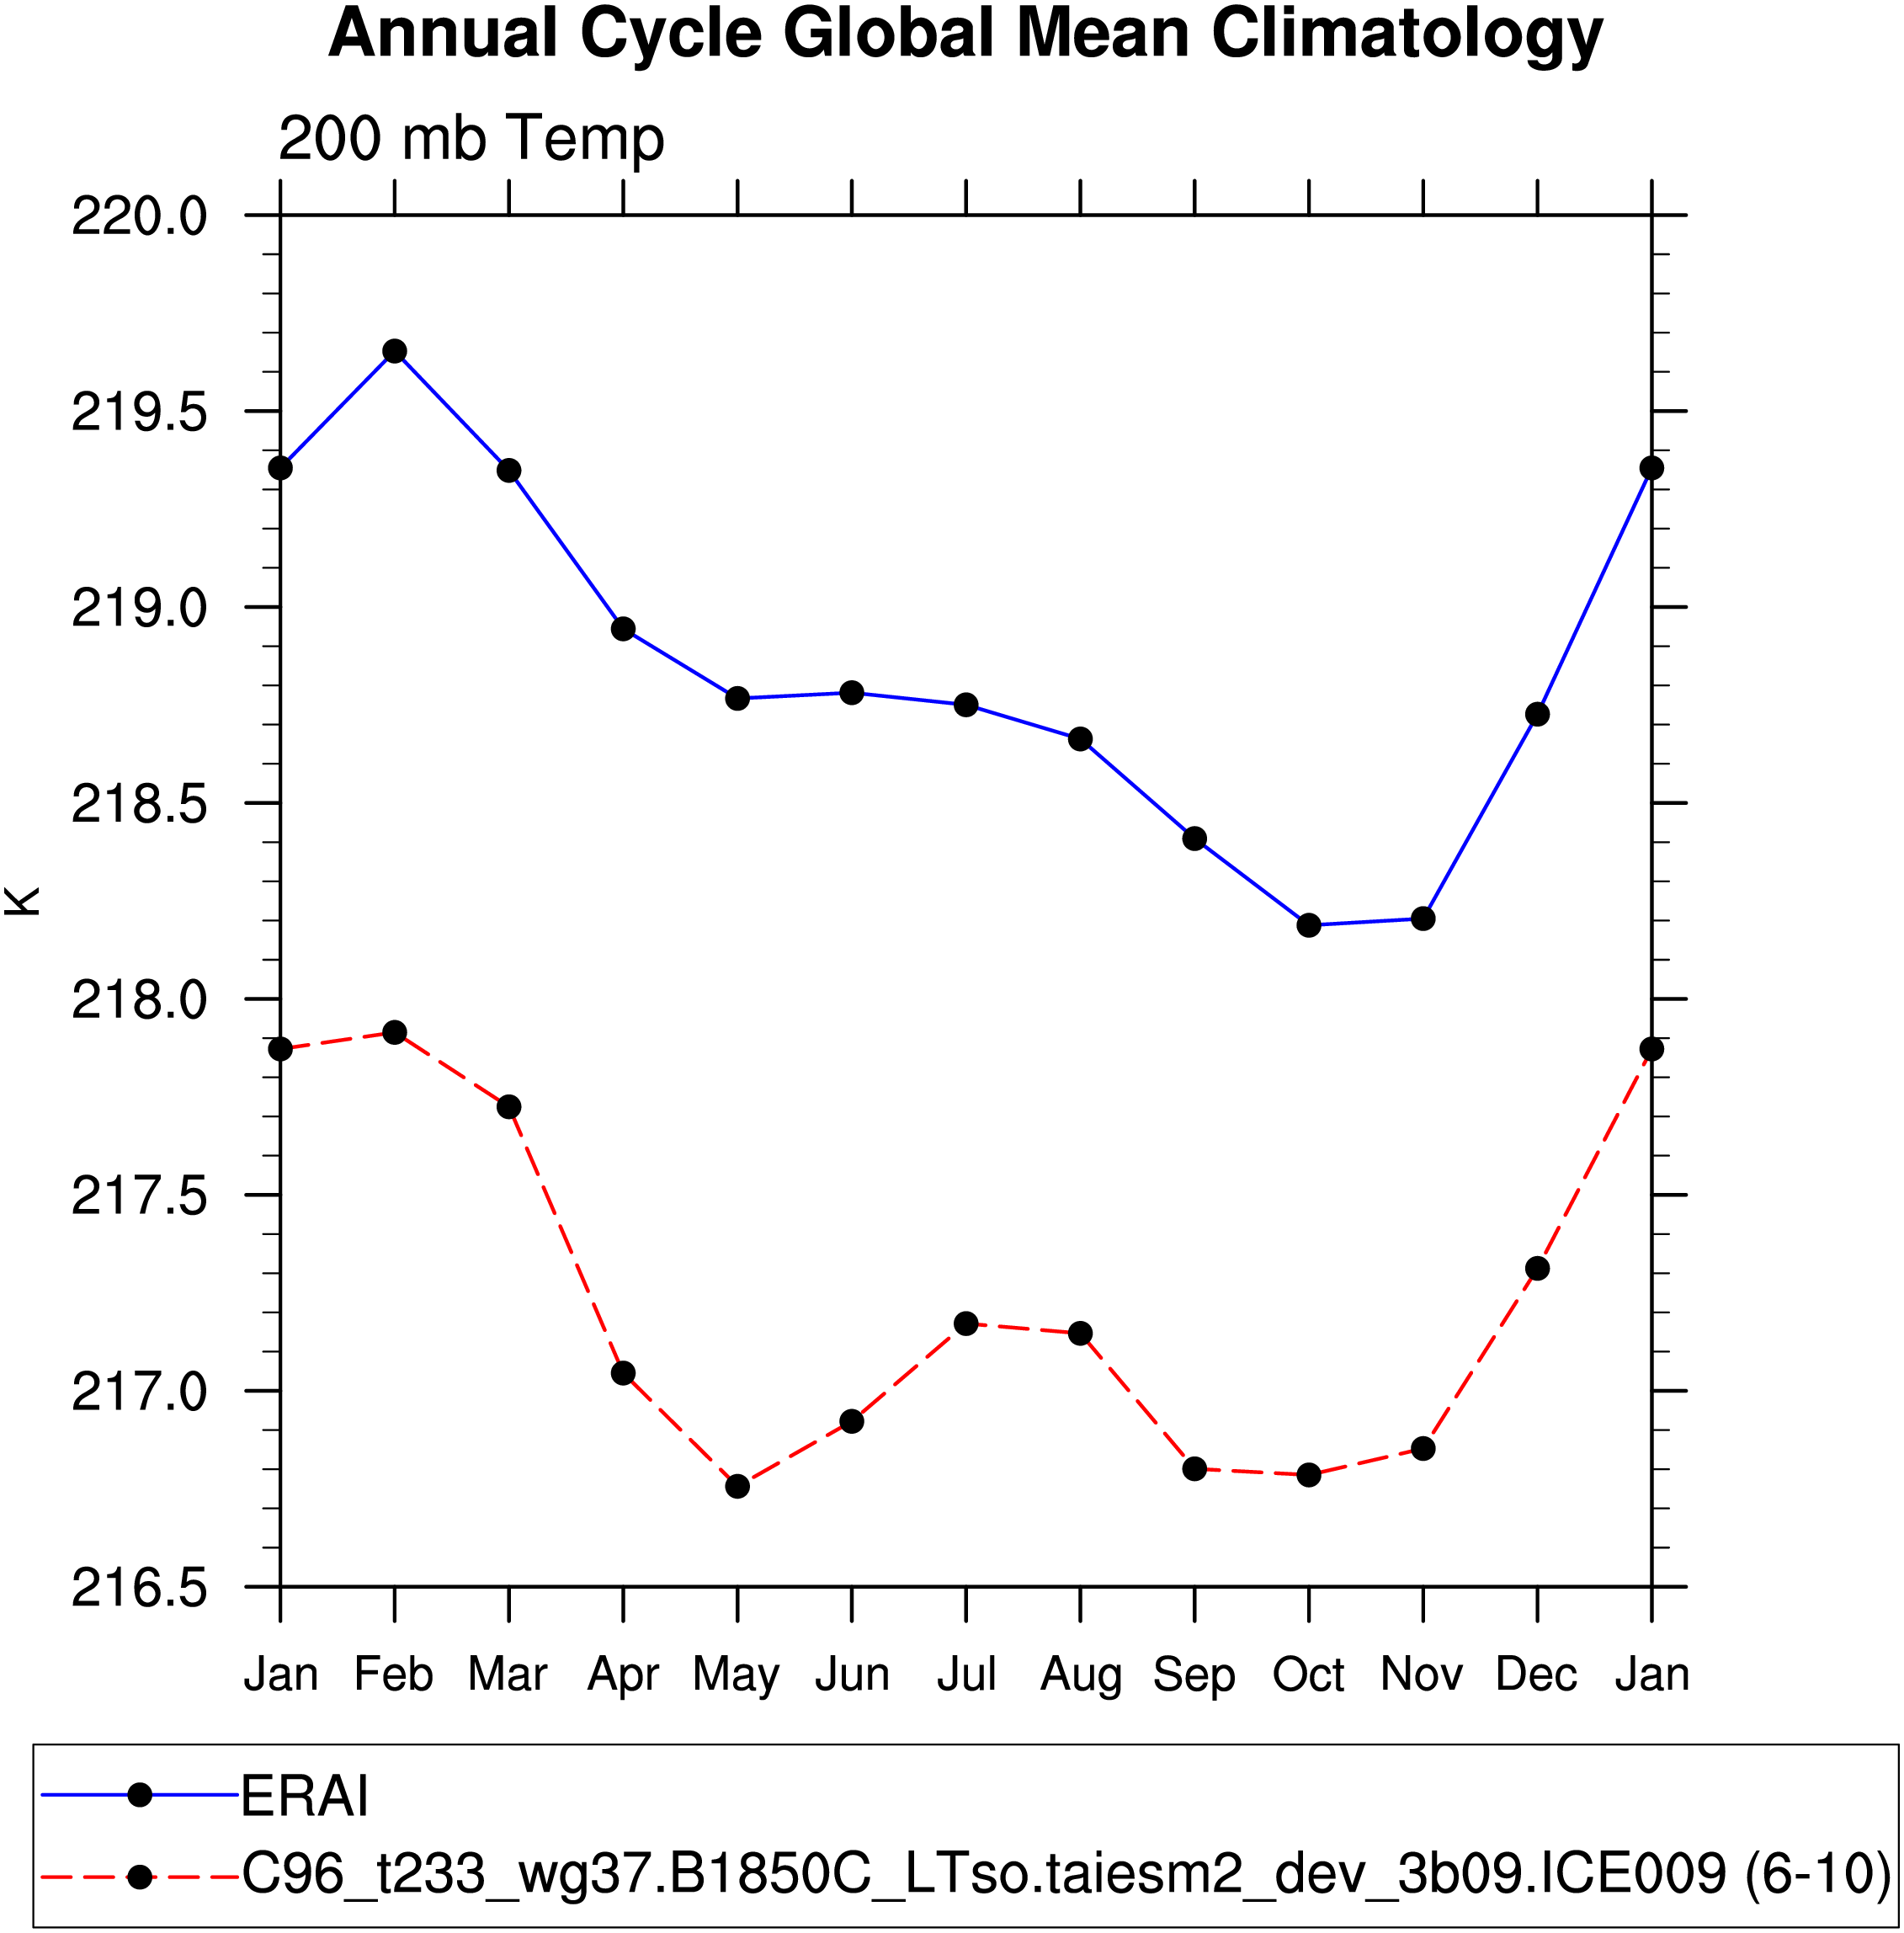 Annual Cycle Global Mean Climatology
200 mb Temp
220.0
219.5
219.0
218.5
218.0
217.5
217.0
216.5
K
Jan Feb Mar Apr May Jun Jul Aug Sep Oct Nov Dec Jan
ERAI
C96_t233_wg37.B1850C_LTso.taiesm2_dev_3b09.ICE009 (6-10)